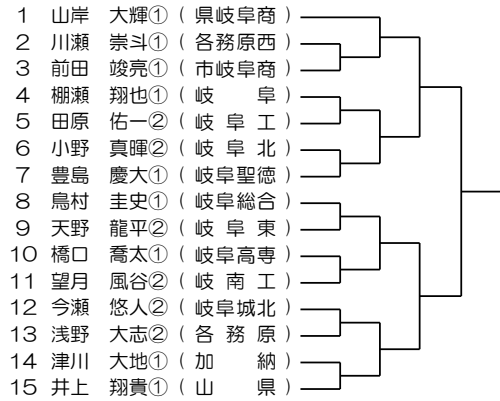 1 山岸 大輝① ( 県岐阜商 )
2 川瀬 崇斗① ( 各務原西 )
3 前田 竣亮① ( 市岐阜商 )
4 棚瀬 翔也① ( 岐 阜 )
5 田原 佑一② ( 岐 阜 工 )
6 小野 真暉② ( 岐 阜 北 )
7 豊島 慶大① ( 岐阜聖徳 )
8 鳥村 圭史① ( 岐阜総合 )
9 天野 龍平② ( 岐 阜 東 )
10 橋口 喬太① ( 岐阜高専 )
11 望月 風谷② ( 岐 南 工 )
12 今瀬 悠人② ( 岐阜城北 )
13 浅野 大志② ( 各 務 原 )
14 津川 大地① ( 加 納 )
15 井上 翔貴① ( 山 県 )